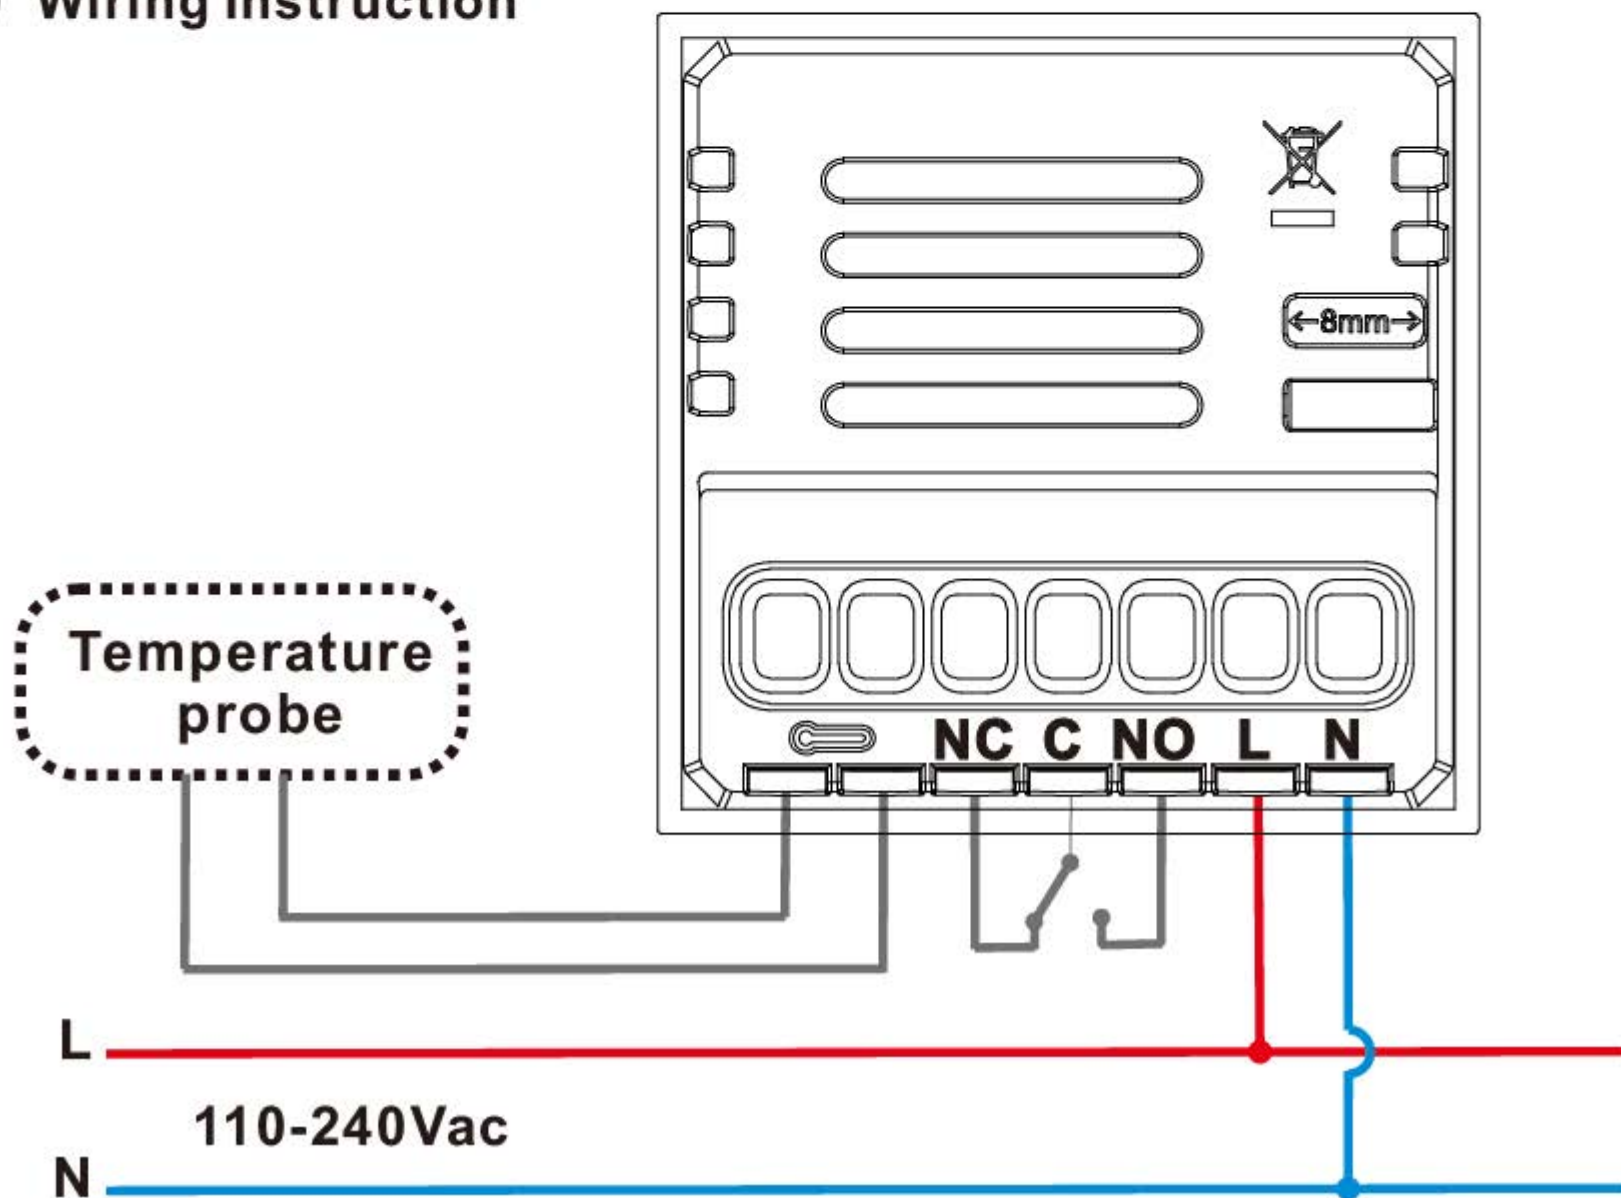 Wiring instruction
8mm
Temperature
probe
NC C NO L N
L
110-240Vac
N